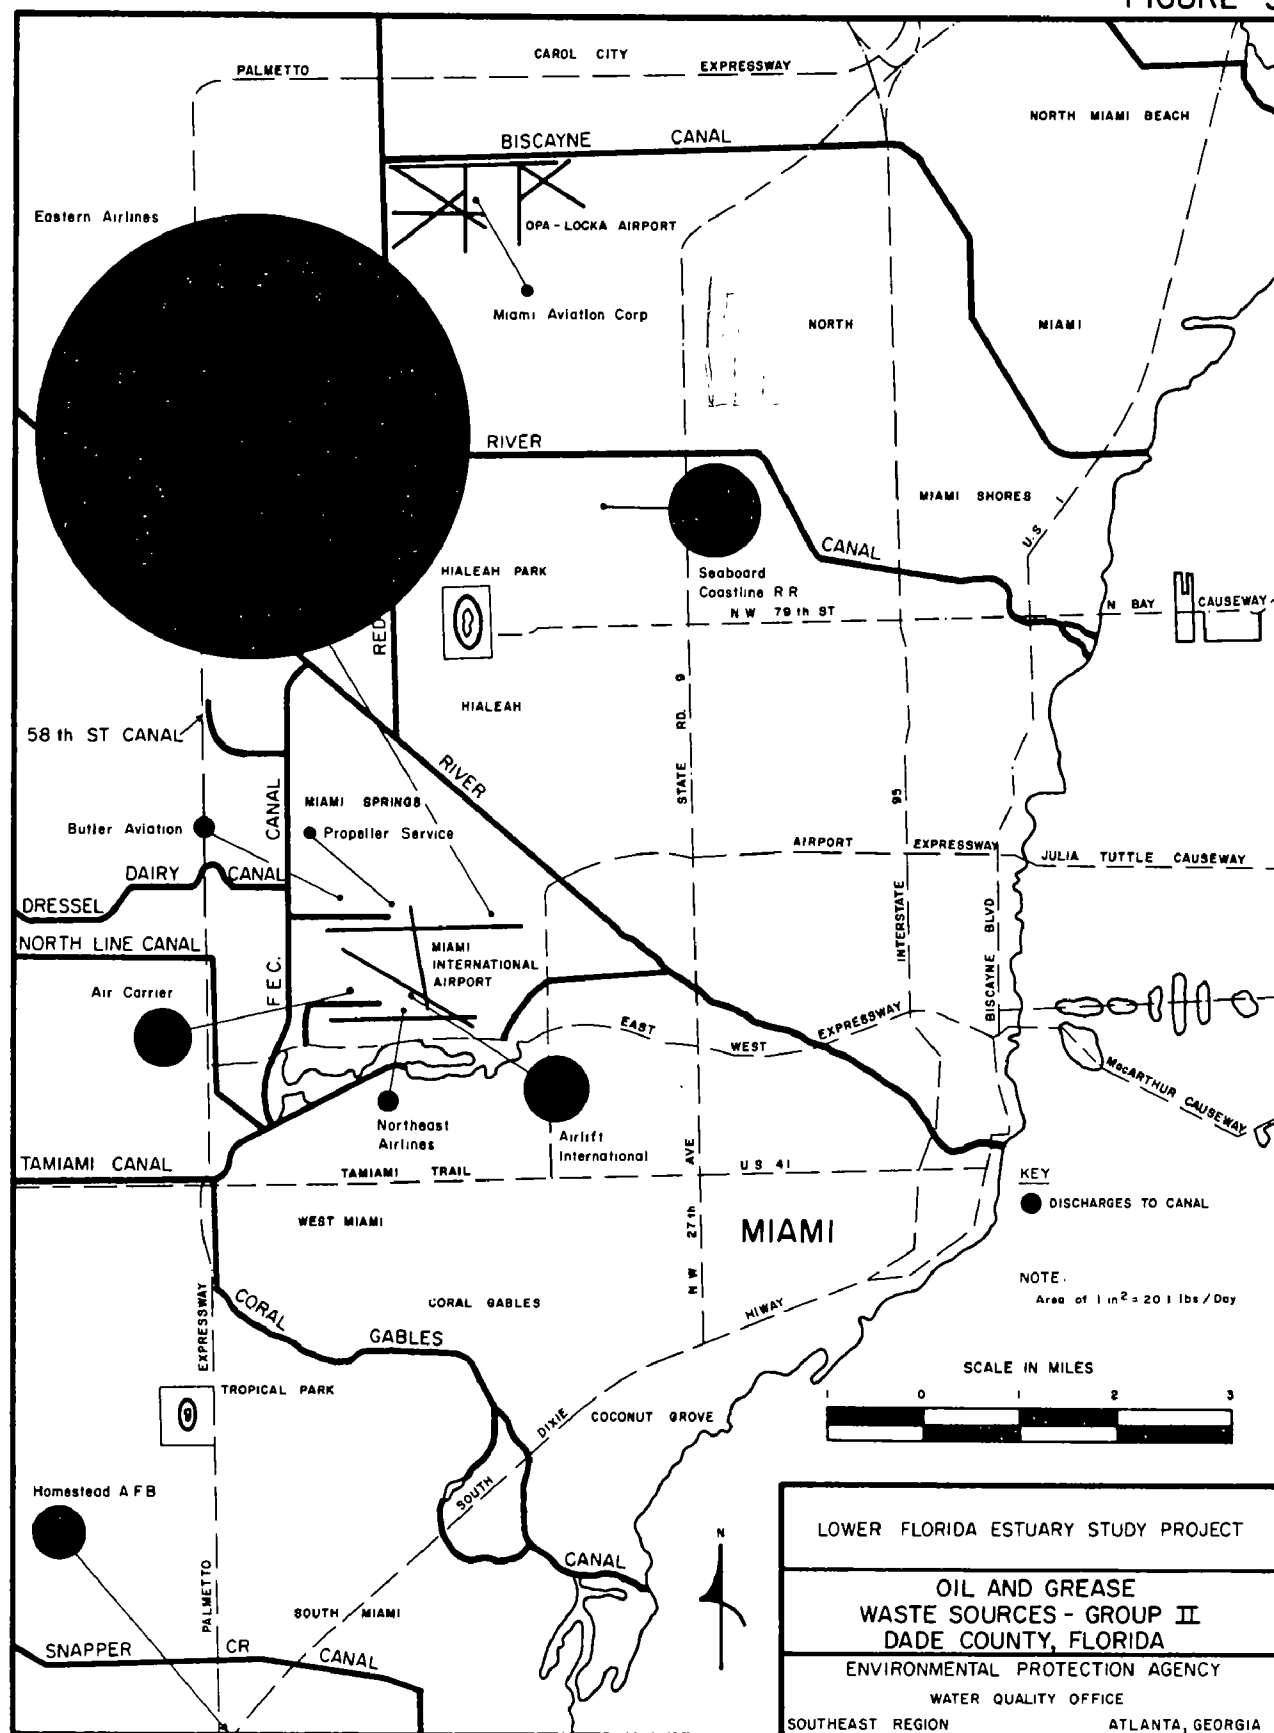 FIGURE
CAROL CITY
PALMETTO
EXPRESSWAY
NORTH MIAMI BEACH
BISCAYNE CANAL
Eastern Airlines
OPA-LOCKA AIRPORT
Miami Aviation Corp
NORTH
MIAMI
RIVER
MIAMI SHORES
U.S
CANAL
HIALEAH PARK
Seaboard
Coastline R R
N W 79th ST
N BAY CAUSEWAY
RED
HIALEAH
STATE RD. 9
58 th ST CANAL
RIVER
CANAL
MIAMI SPRINGS
Butler Aviation
Propeller Service
INTERSTATE 95
AIRPORT EXPRESSWAY
JULIA TUTTLE CAUSEWAY
DAIRY CANAL
DRESSEL
BISCAYNE BLVD
NORTH LINE CANAL
F E C.
MIAMI
INTERNATIONAL
AIRPORT
Air Carrier
EAST WEST EXPRESSWAY
MacARTHUR CAUSEWAY
Northeast
Airlines
Airlift
International
TAMIAMI CANAL
TAMIAMI TRAIL
U S 41
KEY
DISCHARGES TO CANAL
WEST MIAMI
N W 27th AVE
MIAMI
NOTE.
Area of 1 in² = 20 1 lbs / Day
CORAL GABLES
EXPRESSWAY
CORAL
GABLES
HIWAY
SCALE IN MILES
1 0 1 2 3
TROPICAL PARK
DIXIE
COCONUT GROVE
SOUTH
Homestead A F B
N
CANAL
PALMETTO
SOUTH MIAMI
SNAPPER CR CANAL
LOWER FLORIDA ESTUARY STUDY PROJECT
OIL AND GREASE
WASTE SOURCES - GROUP II
DADE COUNTY, FLORIDA
ENVIRONMENTAL PROTECTION AGENCY
WATER QUALITY OFFICE
SOUTHEAST REGION ATLANTA, GEORGIA